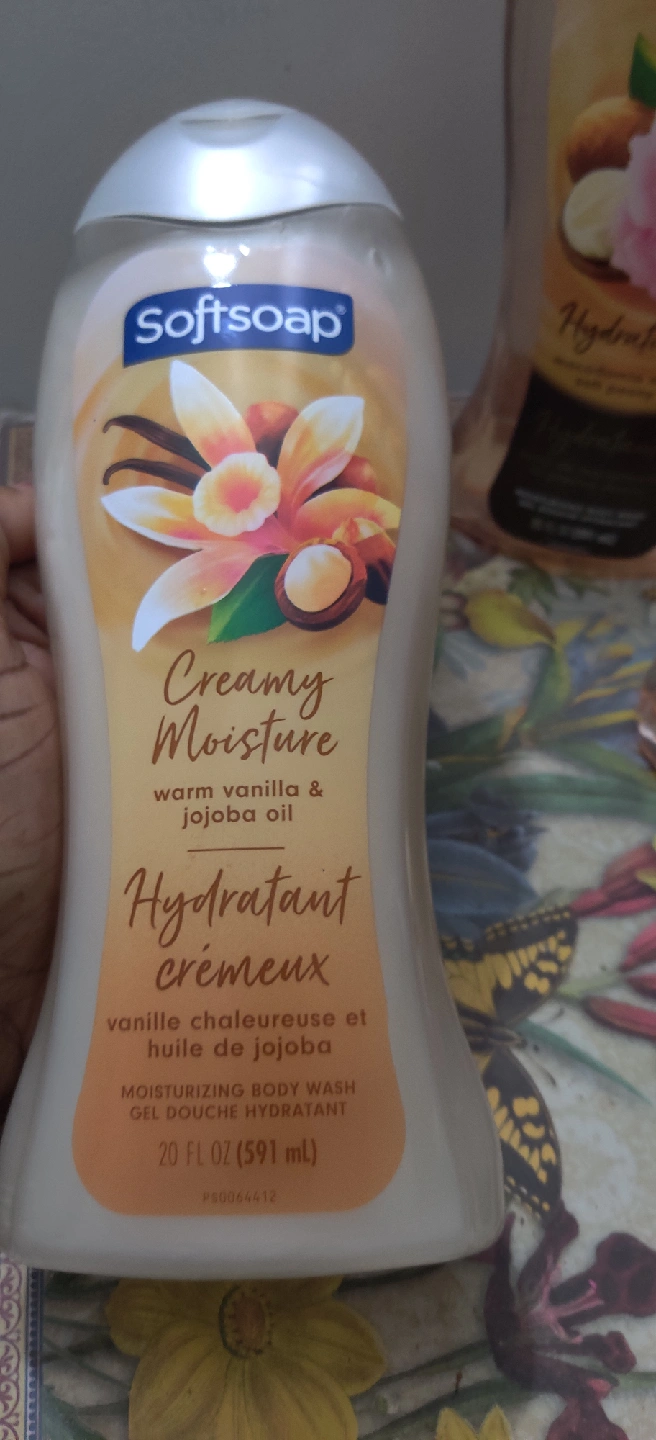 Softsoap®
Creamy
Moisture
warm vanilla &
jojoba oil
Hydratant
crémeux
vanille chaleureuse et
huile de jojoba
MOISTURIZING BODY WASH
GEL DOUCHE HYDRATANT
20 FL OZ (591 mL)
P80064412